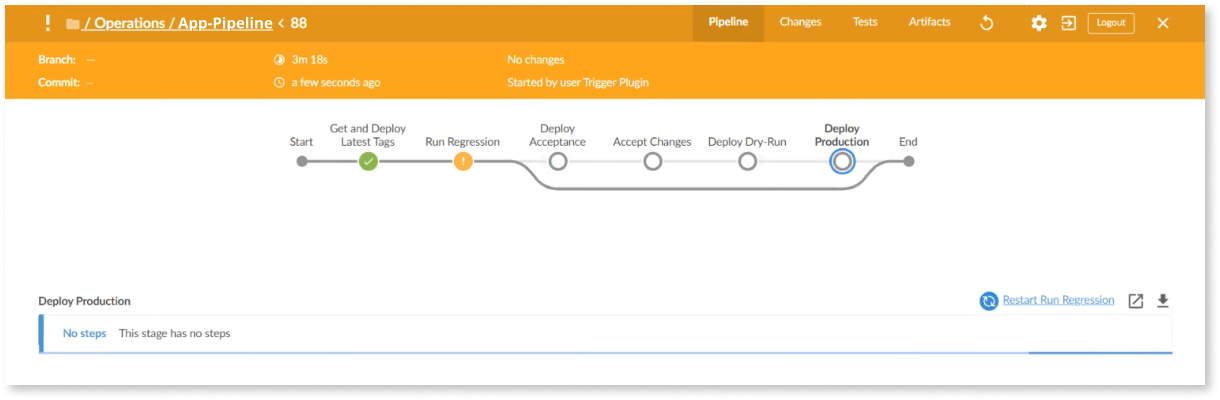 ! / Operations / App-Pipeline < 88 Pipeline Changes Tests Artifacts Logout
Branch: — 3m 18s No changes
Commit: – a few seconds ago Started by user Trigger Plugin
Start Get and Deploy Latest Tags Run Regression Deploy Acceptance Accept Changes Deploy Dry-Run Deploy Production End
!
Deploy Production Restart Run Regression
No steps This stage has no steps